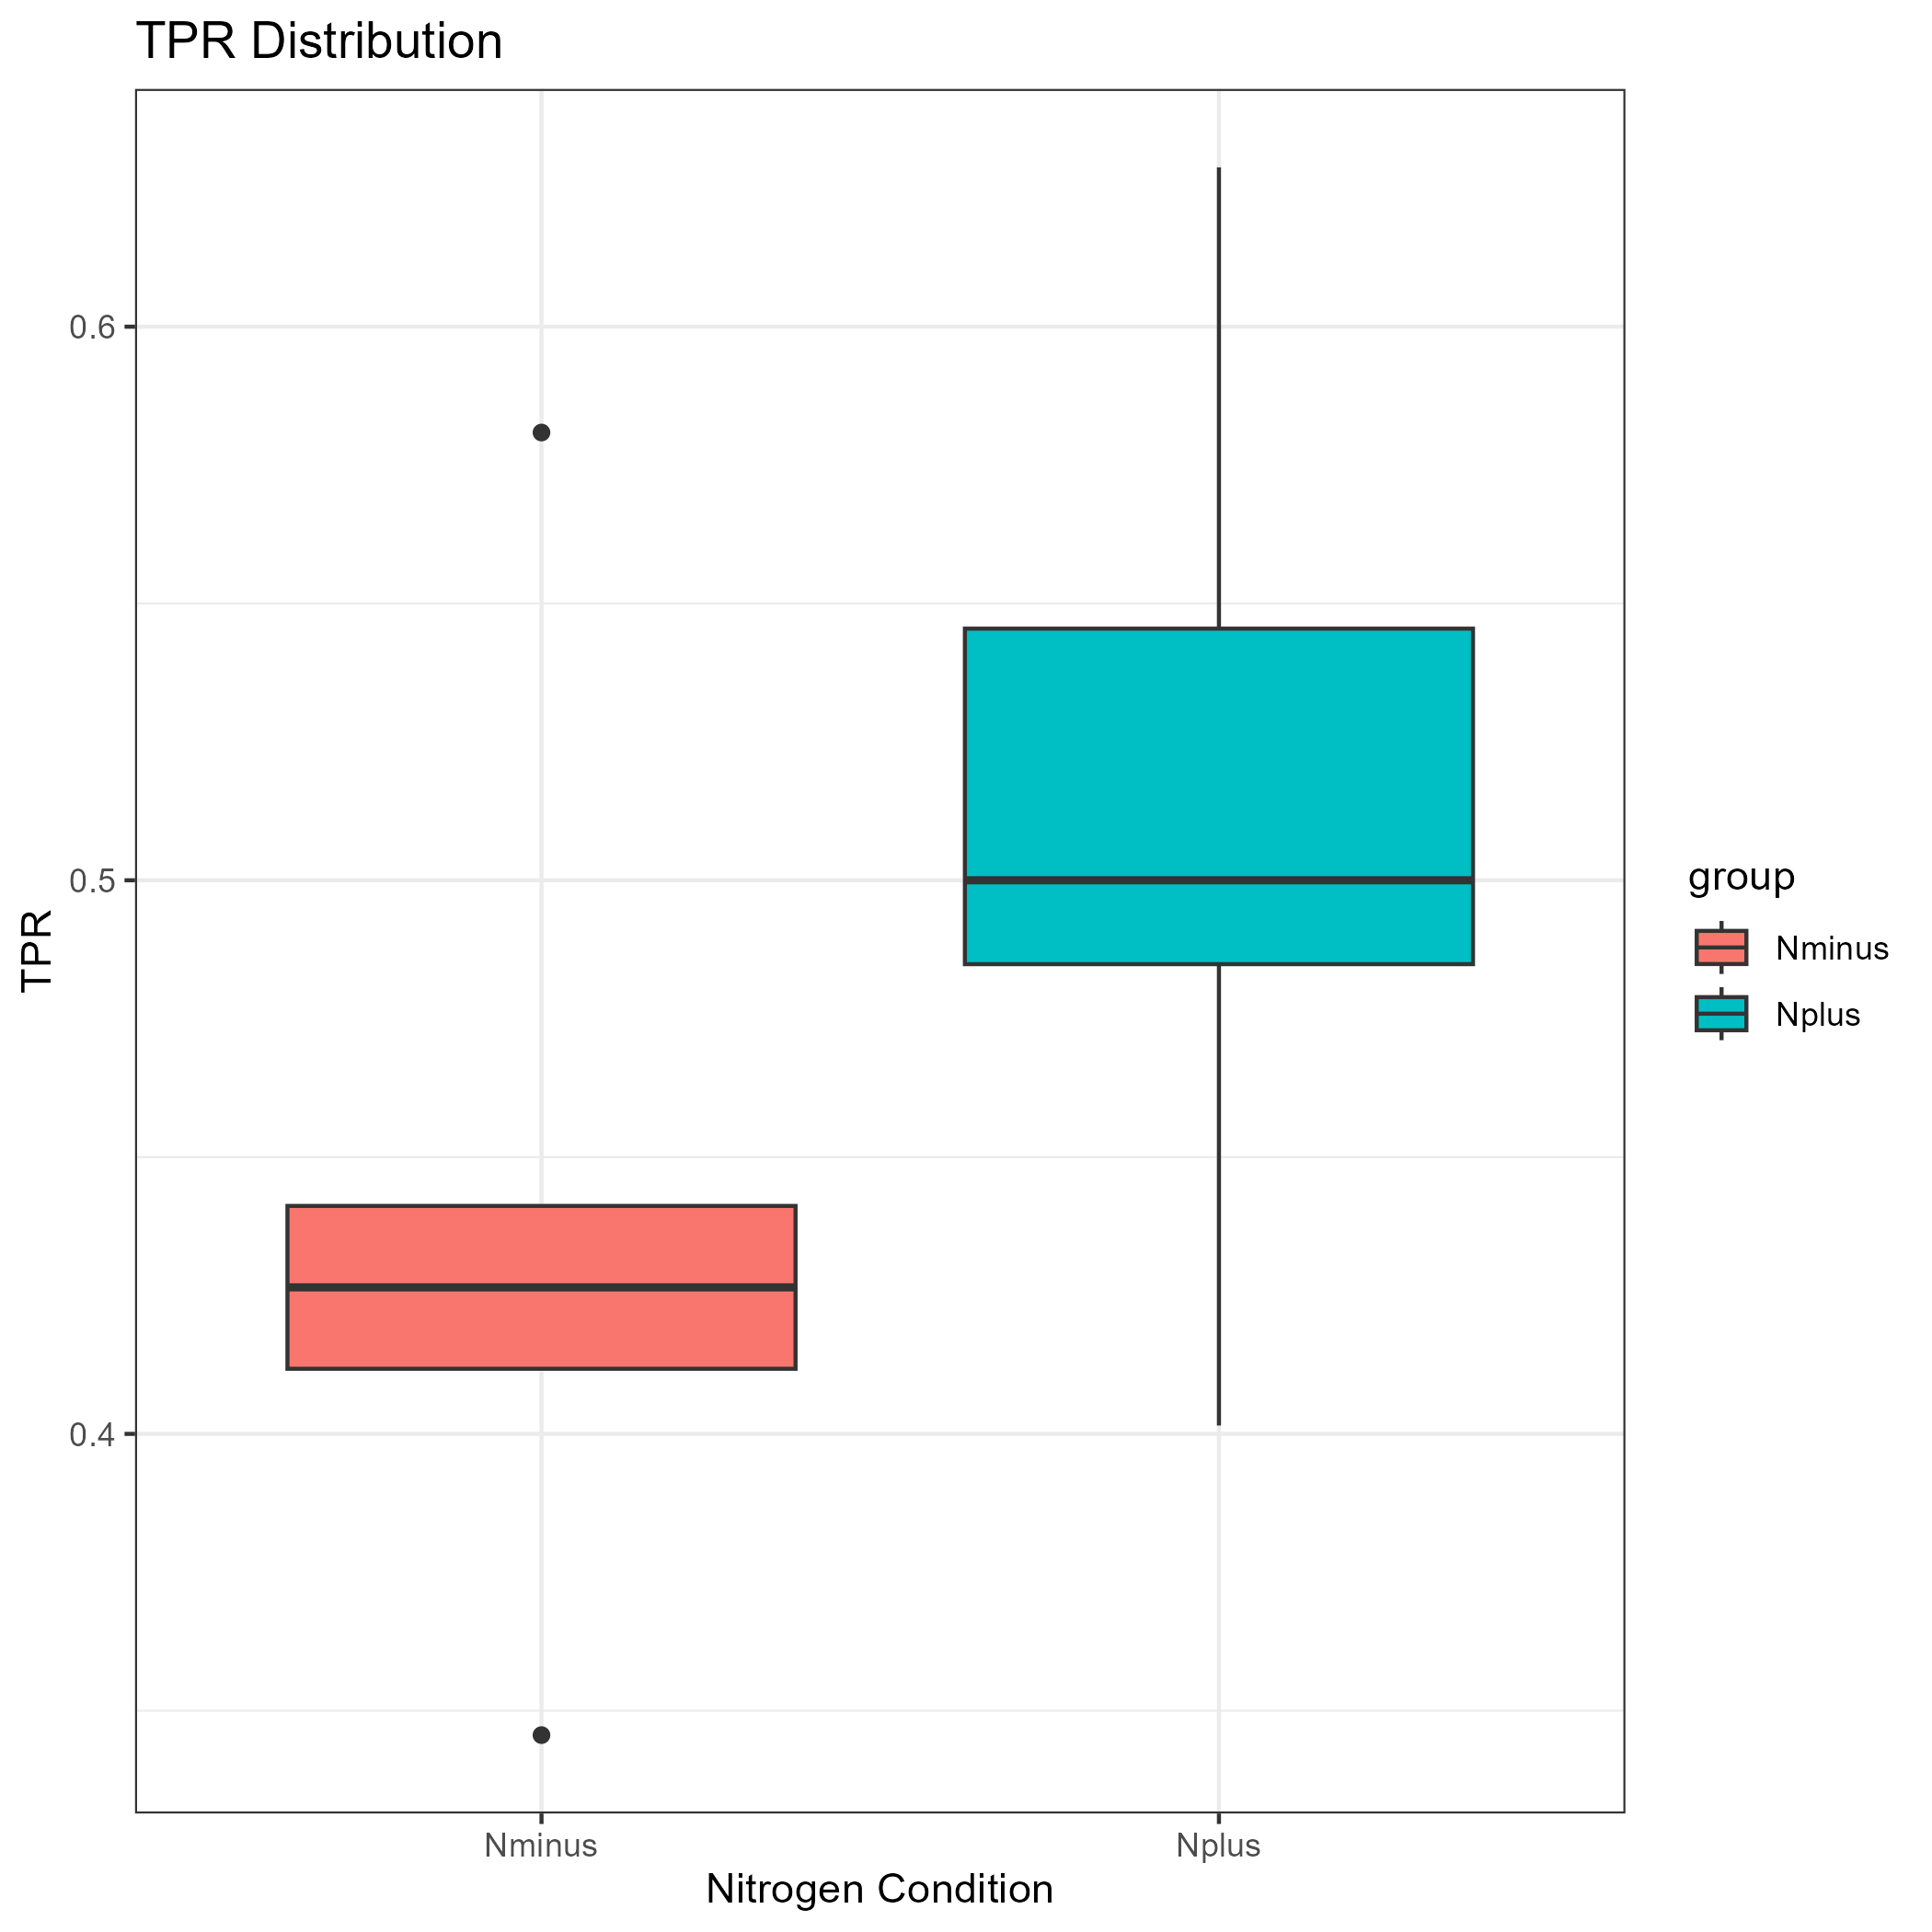 TPR Distribution
TPR
0.6
0.5
0.4
Nminus
Nplus
Nitrogen Condition
group
Nminus
Nplus